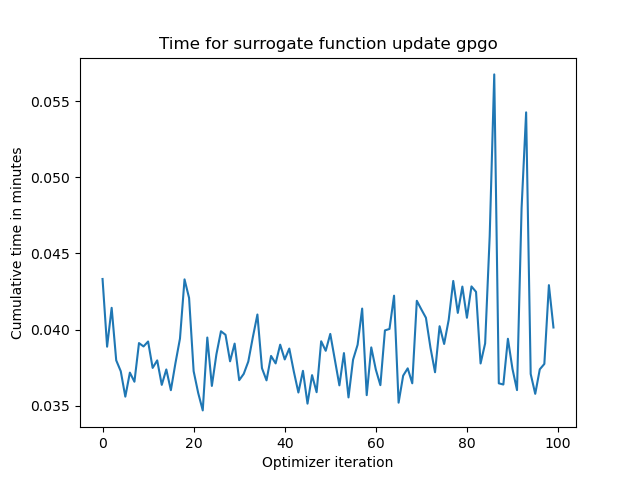 Time for surrogate function update gpgo
Cumulative time in minutes
0.055
0.050
0.045
0.040
0.035
0 20 40 60 80 100
Optimizer iteration